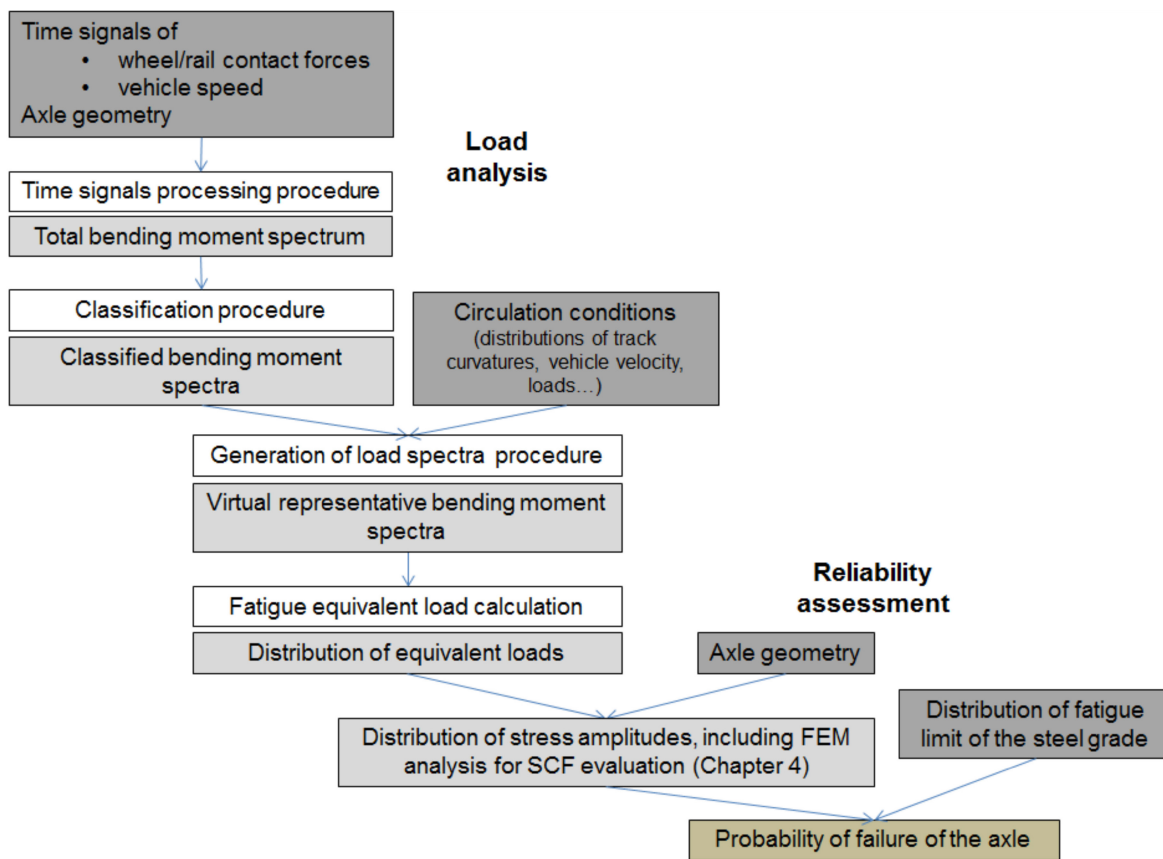 Time signals of
• wheel/rail contact forces
• vehicle speed
Axle geometry
Load
analysis
Time signals processing procedure
Total bending moment spectrum
Classification procedure
Classified bending moment
spectra
Circulation conditions
(distributions of track
curvatures, vehicle velocity,
loads…)
Generation of load spectra procedure
Virtual representative bending moment
spectra
Fatigue equivalent load calculation
Distribution of equivalent loads
Reliability
assessment
Axle geometry
Distribution of stress amplitudes, including FEM
analysis for SCF evaluation (Chapter 4)
Distribution of fatigue
limit of the steel grade
Probability of failure of the axle